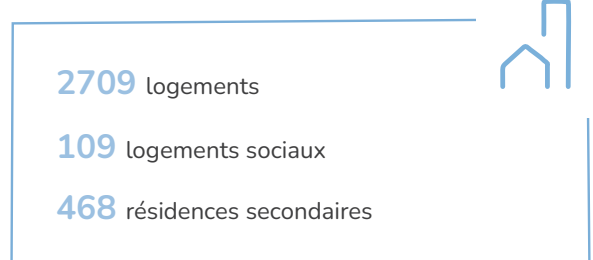 2709 logements
109 logements sociaux
468 résidences secondaires